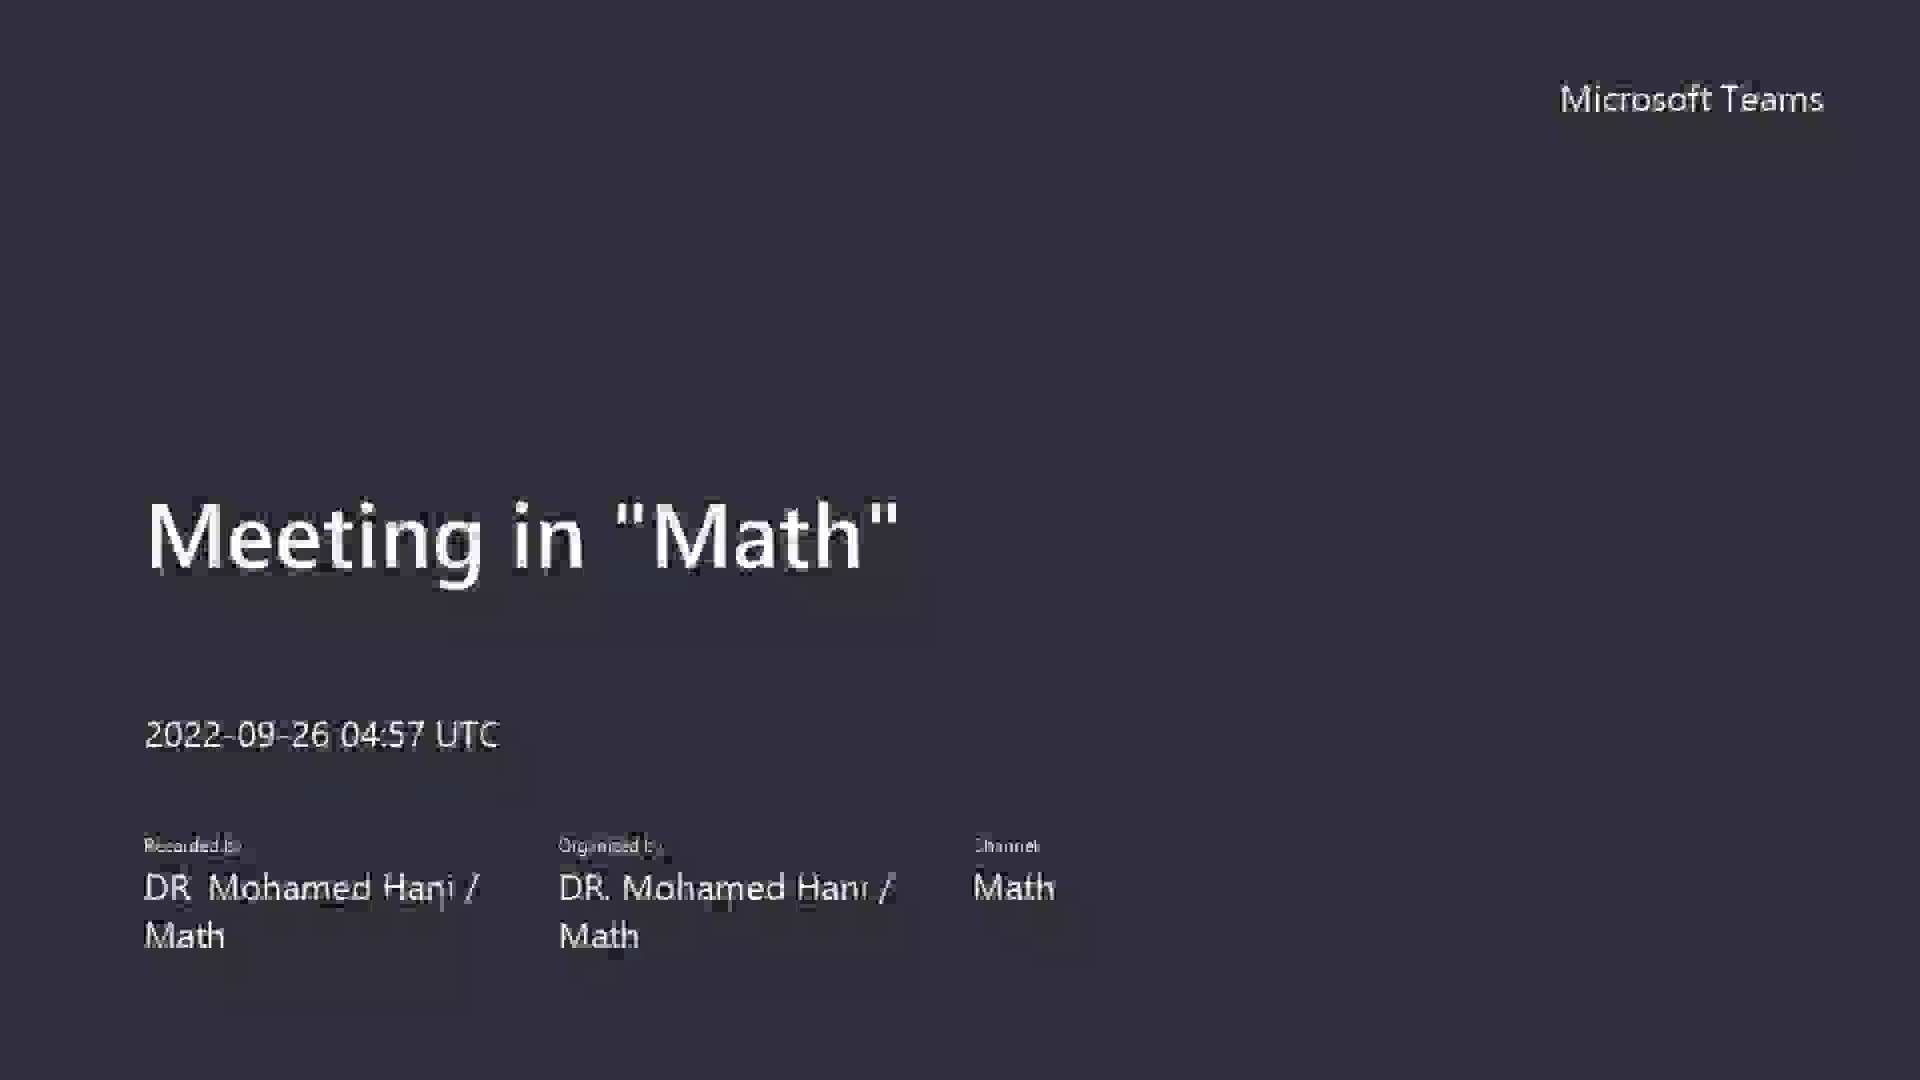 Microsoft Teams
Meeting in "Math"
2022-09-26 04:57 UTC
Recorded by
DR. Mohamed Hani /
Math
Organized by
DR. Mohamed Hani /
Math
Channel
Math